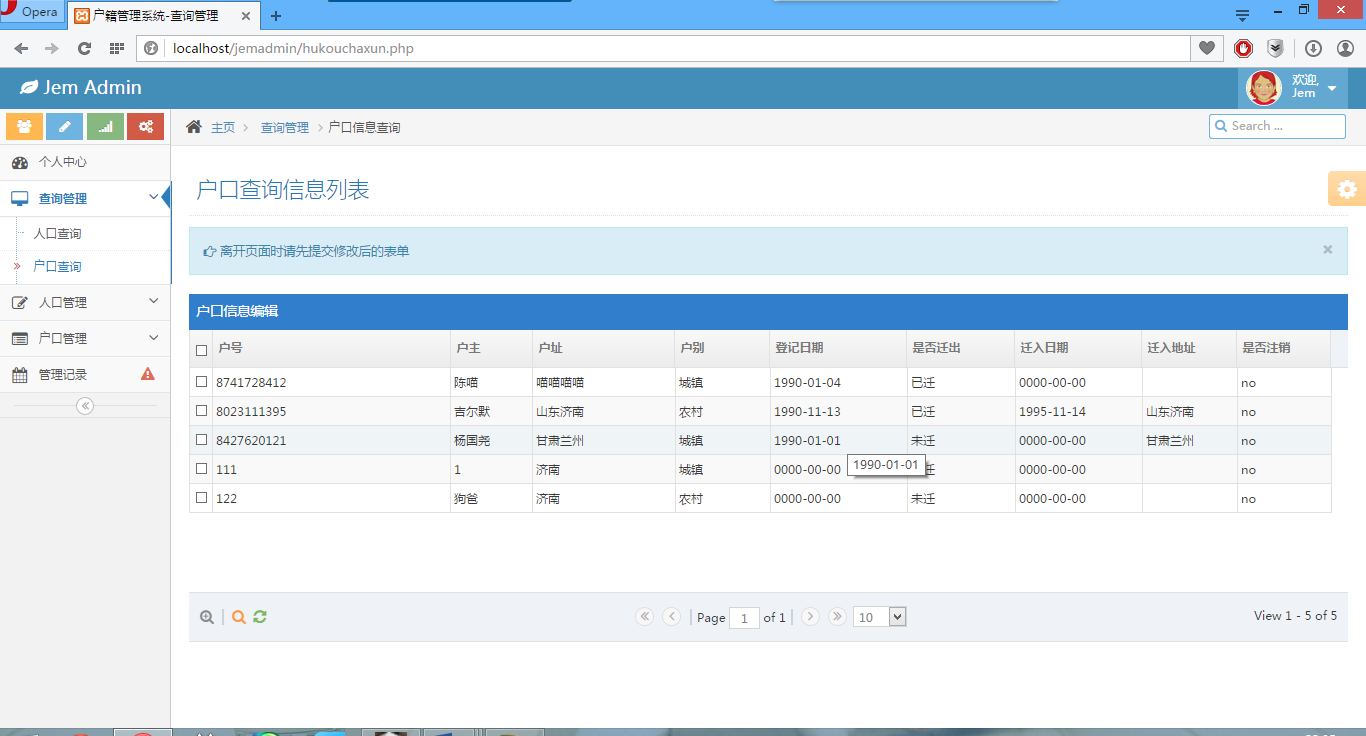 Opera
户籍管理系统-查询管理
localhost/jemadmin/hukouchaxun.php
Jem Admin
欢迎,
Jem
主页
查询管理
户口信息查询
Search ...
个人中心
查询管理
人口查询
户口查询
人口管理
户口管理
管理记录
户口查询信息列表
离开页面时请先提交修改后的表单
户口信息编辑
户号 户主 户址 户别 登记日期 是否迁出 迁入日期 迁入地址 是否注销
8741728412 陈喵 喵喵喵喵 城镇 1990-01-04 已迁 0000-00-00 no
8023111395 吉尔默 山东济南 农村 1990-11-13 已迁 1995-11-14 山东济南 no
8427620121 杨国尧 甘肃兰州 城镇 1990-01-01 未迁 0000-00-00 甘肃兰州 no
111 1 济南 城镇 0000-00-00 迁 0000-00-00 no
1990-01-01
122 狗爸 济南 农村 0000-00-00 未迁 0000-00-00 no
Page 1 of 1 10
View 1 - 5 of 5